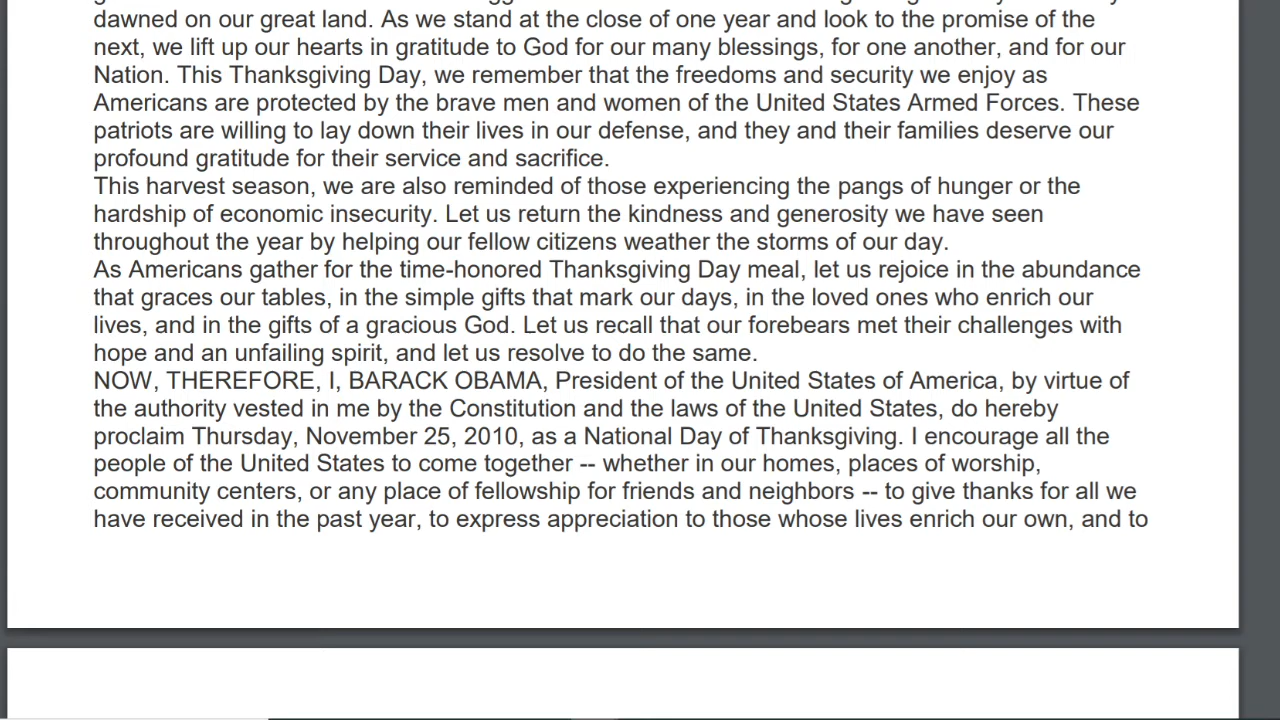 dawned on our great land. As we stand at the close of one year and look to the promise of the
next, we lift up our hearts in gratitude to God for our many blessings, for one another, and for our
Nation. This Thanksgiving Day, we remember that the freedoms and security we enjoy as
Americans are protected by the brave men and women of the United States Armed Forces. These
patriots are willing to lay down their lives in our defense, and they and their families deserve our
profound gratitude for their service and sacrifice.
This harvest season, we are also reminded of those experiencing the pangs of hunger or the
hardship of economic insecurity. Let us return the kindness and generosity we have seen
throughout the year by helping our fellow citizens weather the storms of our day.
As Americans gather for the time-honored Thanksgiving Day meal, let us rejoice in the abundance
that graces our tables, in the simple gifts that mark our days, in the loved ones who enrich our
lives, and in the gifts of a gracious God. Let us recall that our forebears met their challenges with
hope and an unfailing spirit, and let us resolve to do the same.
NOW, THEREFORE, I, BARACK OBAMA, President of the United States of America, by virtue of
the authority vested in me by the Constitution and the laws of the United States, do hereby
proclaim Thursday, November 25, 2010, as a National Day of Thanksgiving. I encourage all the
people of the United States to come together -- whether in our homes, places of worship,
community centers, or any place of fellowship for friends and neighbors -- to give thanks for all we
have received in the past year, to express appreciation to those whose lives enrich our own, and to